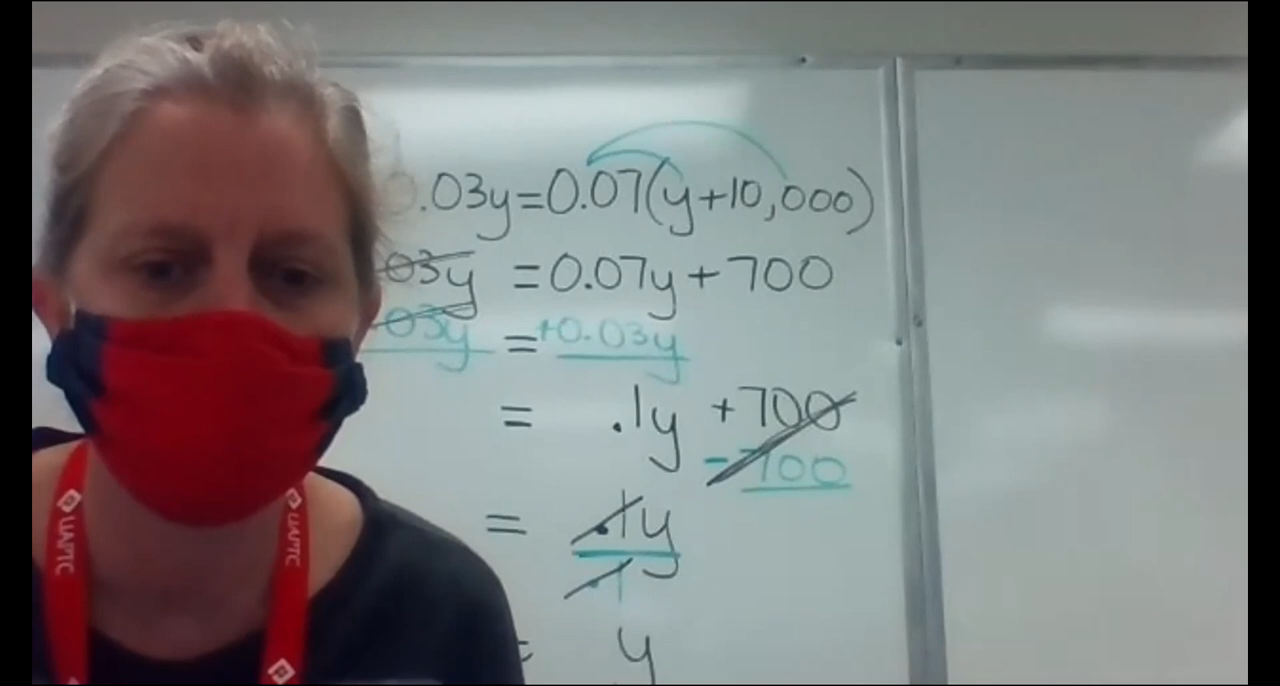 0.03y=0.07(y+10,000)
03y =0.07y+700
03y =+0.03y
= .1y +700
-700
= .1y
.1
= y
UAPTC
UAPTC